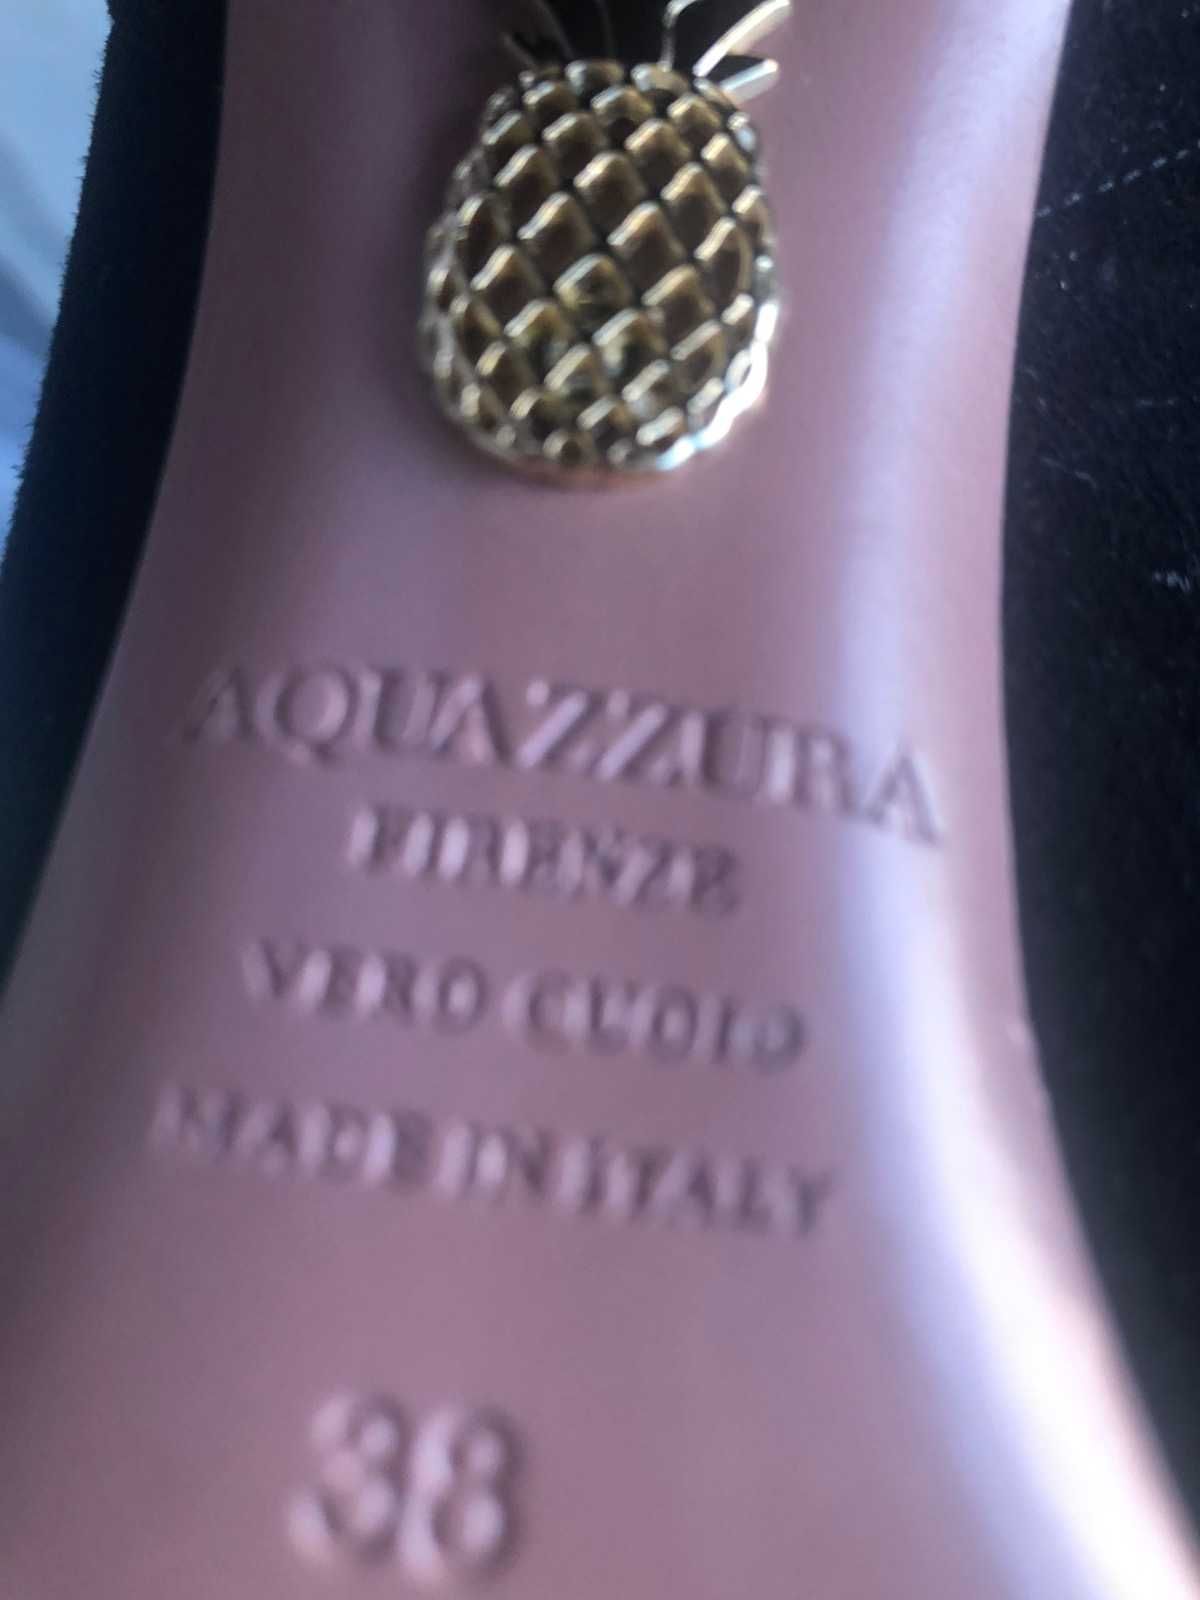 AQUAZZURA
FIRENZE
VERO CUOIO
MADE IN ITALY
38